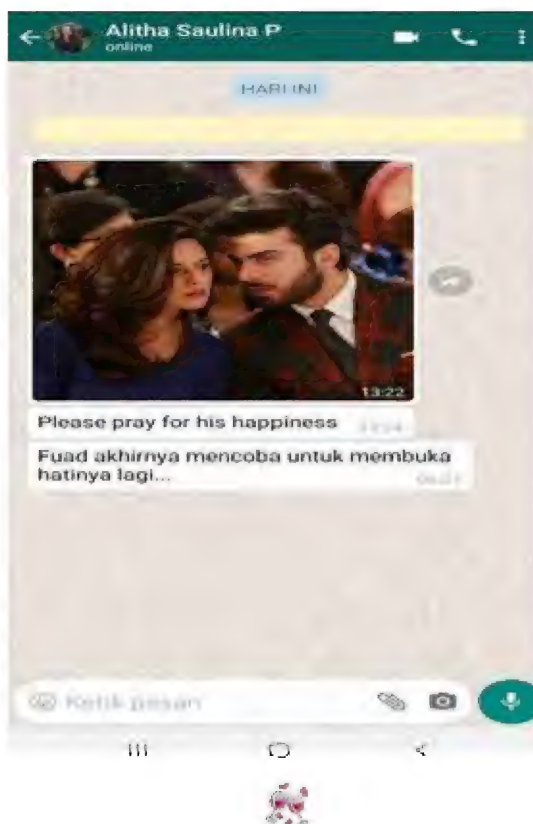 Alitha Saulina P
online
HARI INI
13:22
Please pray for his happiness
Fuad akhirnya mencoba untuk membuka
hatinya lagi...
Ketik pesan